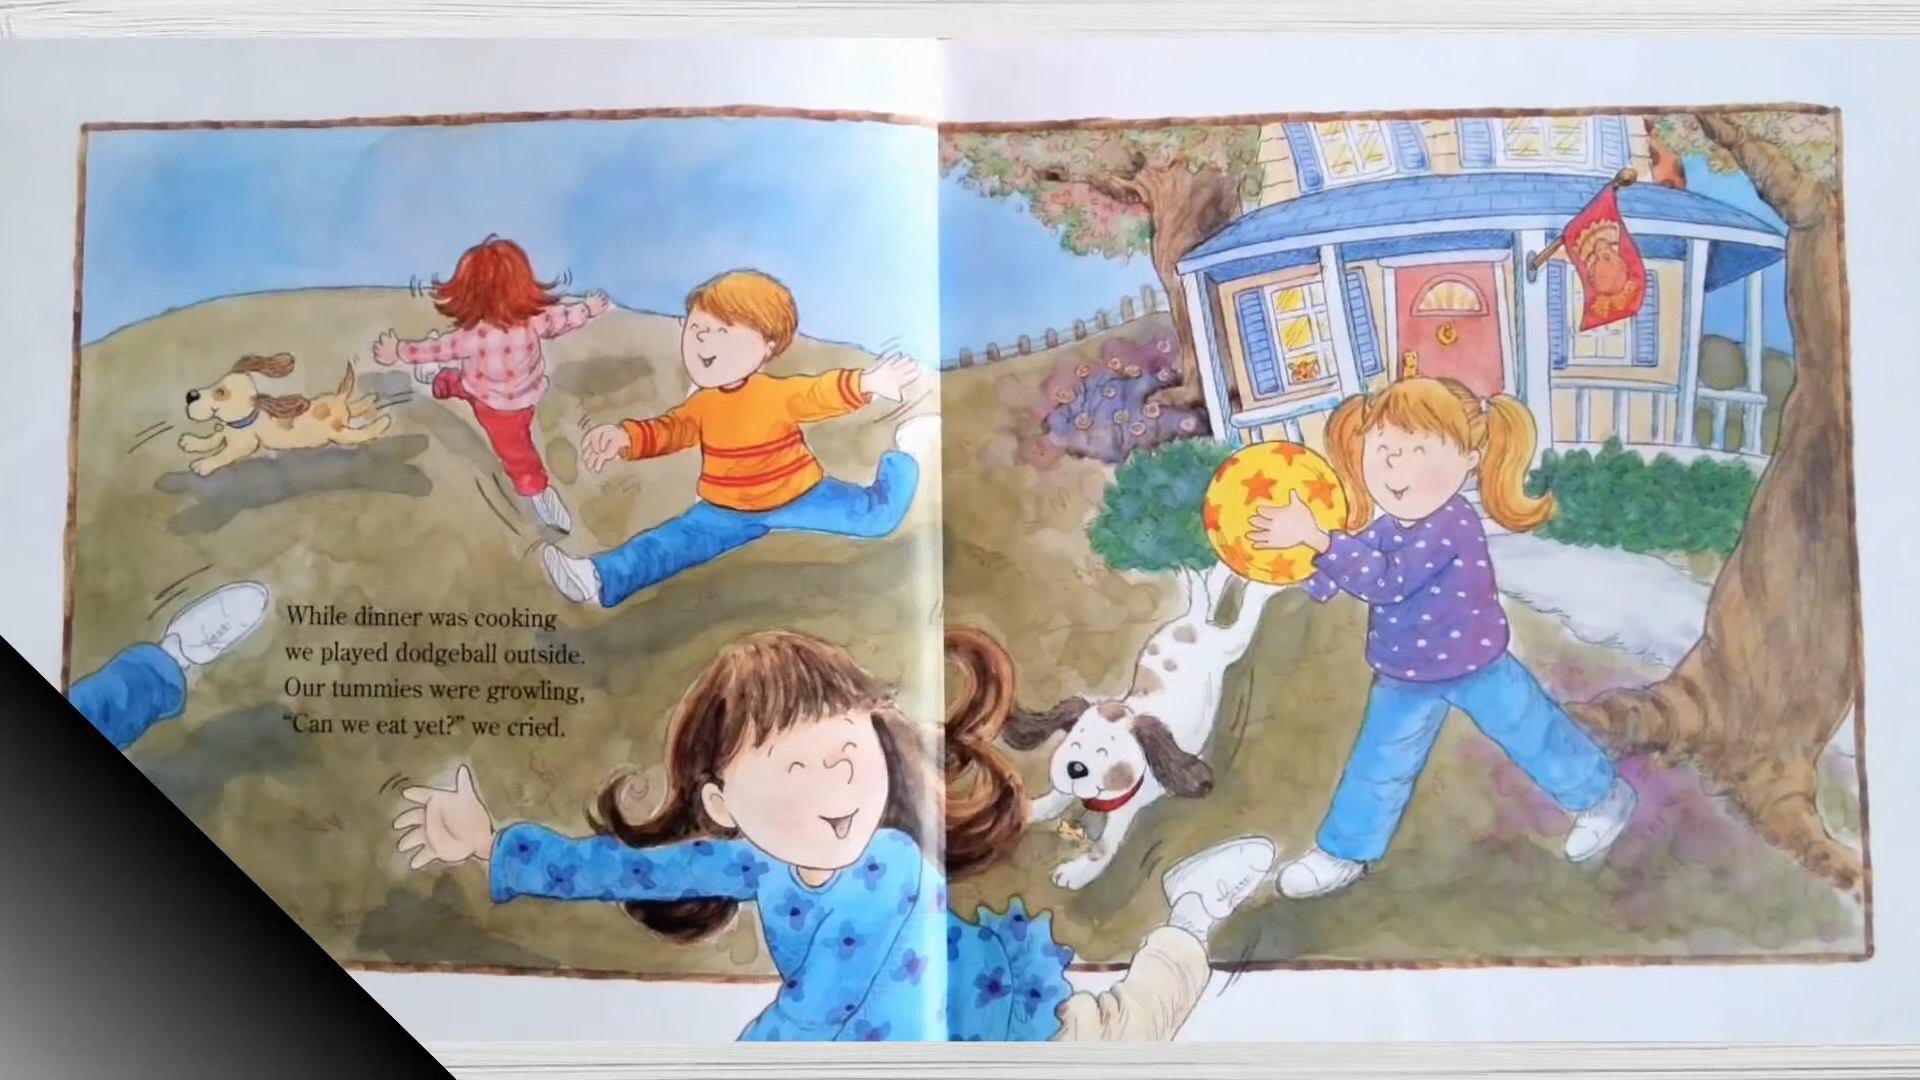 While dinner was cooking
we played dodgeball outside.
Our tummies were growling,
“Can we eat yet?” we cried.